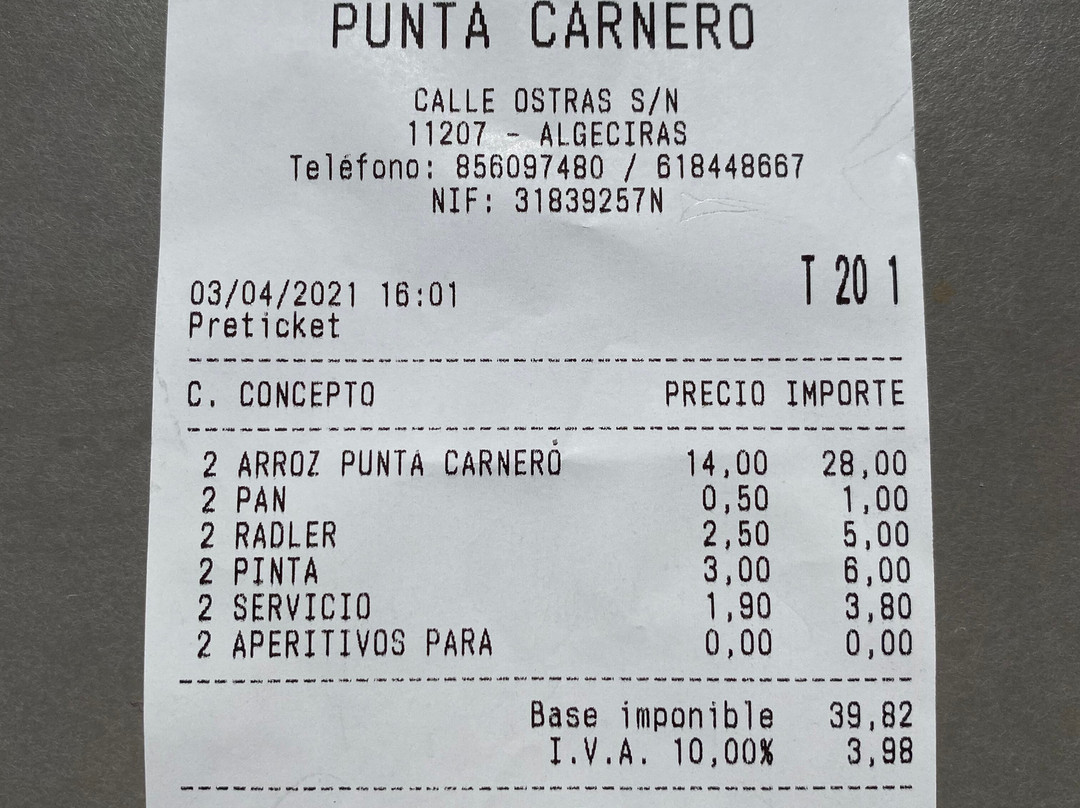 PUNTA CARNERO
CALLE OSTRAS S/N
11207 - ALGECIRAS
Teléfono: 856097480 / 618448667
NIF: 31839257N
T 20 1
03/04/2021 16:01
Preticket
C. CONCEPTO PRECIO IMPORTE
2 ARROZ PUNTA CARNERO 14,00 28,00
2 PAN 0,50 1,00
2 RADLER 2,50 5,00
2 PINTA 3,00 6,00
2 SERVICIO 1,90 3,80
2 APERITIVOS PARA 0,00 0,00
Base imponible 39,82
I.V.A. 10,00% 3,98